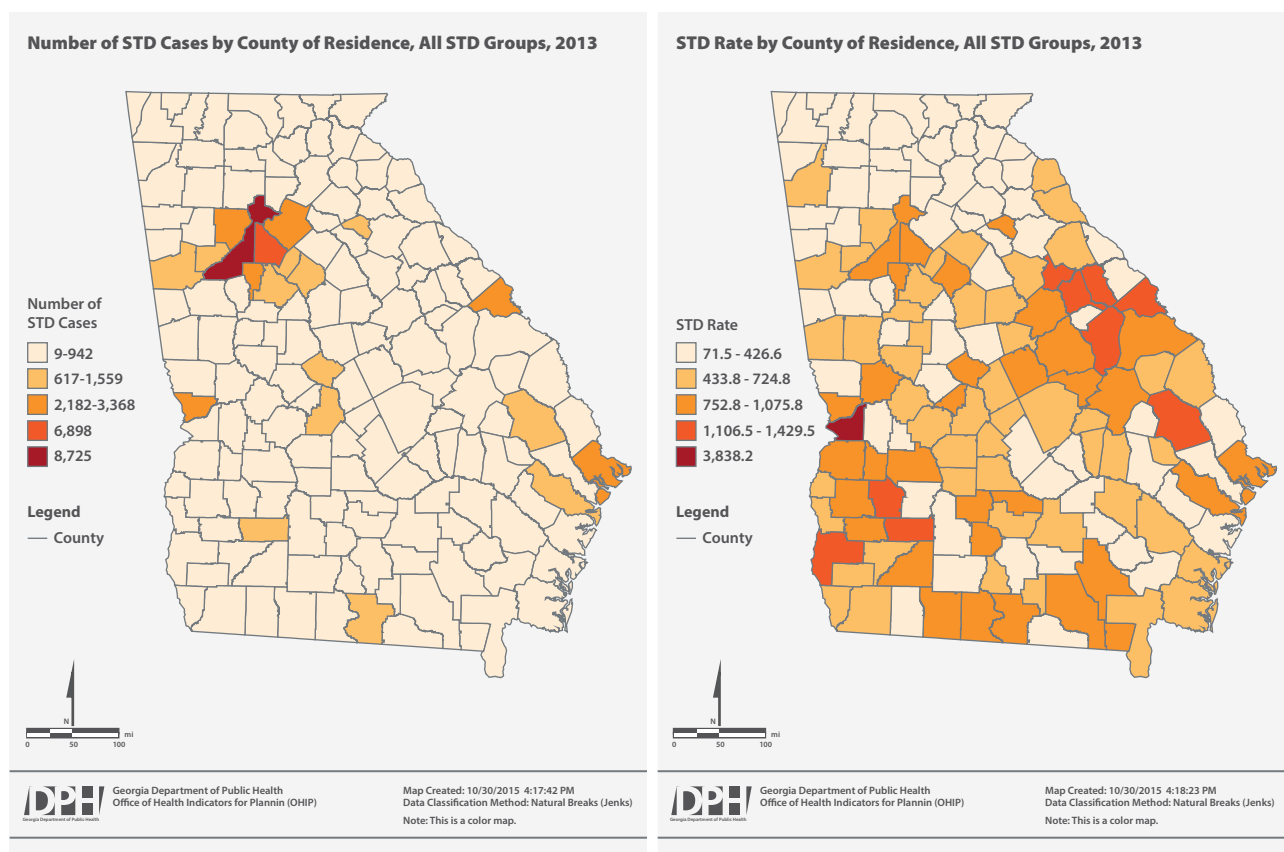 Number of STD Cases by County of Residence, All STD Groups, 2013
Number of
STD Cases
9-942
617-1,559
2,182-3,368
6,898
8,725
Legend
County
N
mi
0 50 100
DPH
Georgia Department of Public Health
Georgia Department of Public Health
Office of Health Indicators for Plannin (OHIP)
Map Created: 10/30/2015 4:17:42 PM
Data Classification Method: Natural Breaks (Jenks)
Note: This is a color map.
STD Rate by County of Residence, All STD Groups, 2013
STD Rate
71.5 - 426.6
433.8 - 724.8
752.8 - 1,075.8
1,106.5 - 1,429.5
3,838.2
Legend
County
N
mi
0 50 100
DPH
Georgia Department of Public Health
Georgia Department of Public Health
Office of Health Indicators for Plannin (OHIP)
Map Created: 10/30/2015 4:18:23 PM
Data Classification Method: Natural Breaks (Jenks)
Note: This is a color map.